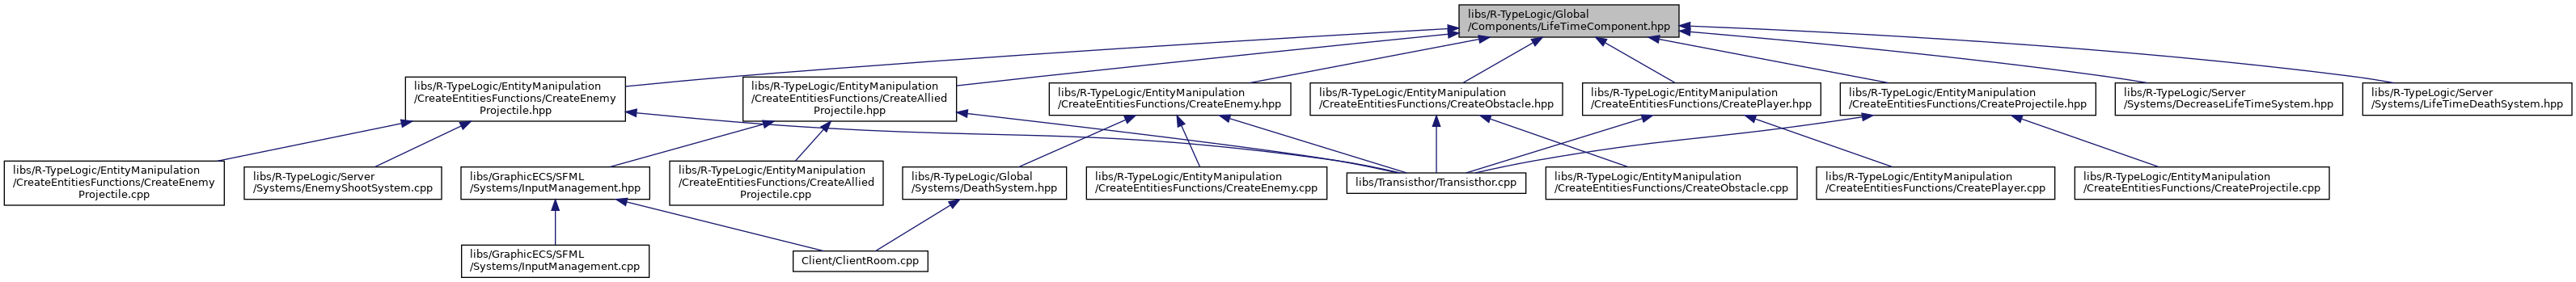 libs/R-TypeLogic/Global
/Components/LifeTimeComponent.hpp
libs/R-TypeLogic/EntityManipulation
/CreateEntitiesFunctions/CreateEnemy
Projectile.hpp
libs/R-TypeLogic/EntityManipulation
/CreateEntitiesFunctions/CreateAllied
Projectile.hpp
libs/R-TypeLogic/EntityManipulation
/CreateEntitiesFunctions/CreateEnemy.hpp
libs/R-TypeLogic/EntityManipulation
/CreateEntitiesFunctions/CreateObstacle.hpp
libs/R-TypeLogic/EntityManipulation
/CreateEntitiesFunctions/CreatePlayer.hpp
libs/R-TypeLogic/EntityManipulation
/CreateEntitiesFunctions/CreateProjectile.hpp
libs/R-TypeLogic/Server
/Systems/DecreaseLifeTimeSystem.hpp
libs/R-TypeLogic/Server
/Systems/LifeTimeDeathSystem.hpp
libs/R-TypeLogic/EntityManipulation
/CreateEntitiesFunctions/CreateEnemy
Projectile.cpp
libs/R-TypeLogic/Server
/Systems/EnemyShootSystem.cpp
libs/GraphicECS/SFML
/Systems/InputManagement.hpp
libs/R-TypeLogic/EntityManipulation
/CreateEntitiesFunctions/CreateAllied
Projectile.cpp
libs/R-TypeLogic/Global
/Systems/DeathSystem.hpp
libs/R-TypeLogic/EntityManipulation
/CreateEntitiesFunctions/CreateEnemy.cpp
libs/Transisthor/Transisthor.cpp
libs/R-TypeLogic/EntityManipulation
/CreateEntitiesFunctions/CreateObstacle.cpp
libs/R-TypeLogic/EntityManipulation
/CreateEntitiesFunctions/CreatePlayer.cpp
libs/R-TypeLogic/EntityManipulation
/CreateEntitiesFunctions/CreateProjectile.cpp
libs/GraphicECS/SFML
/Systems/InputManagement.cpp
Client/ClientRoom.cpp